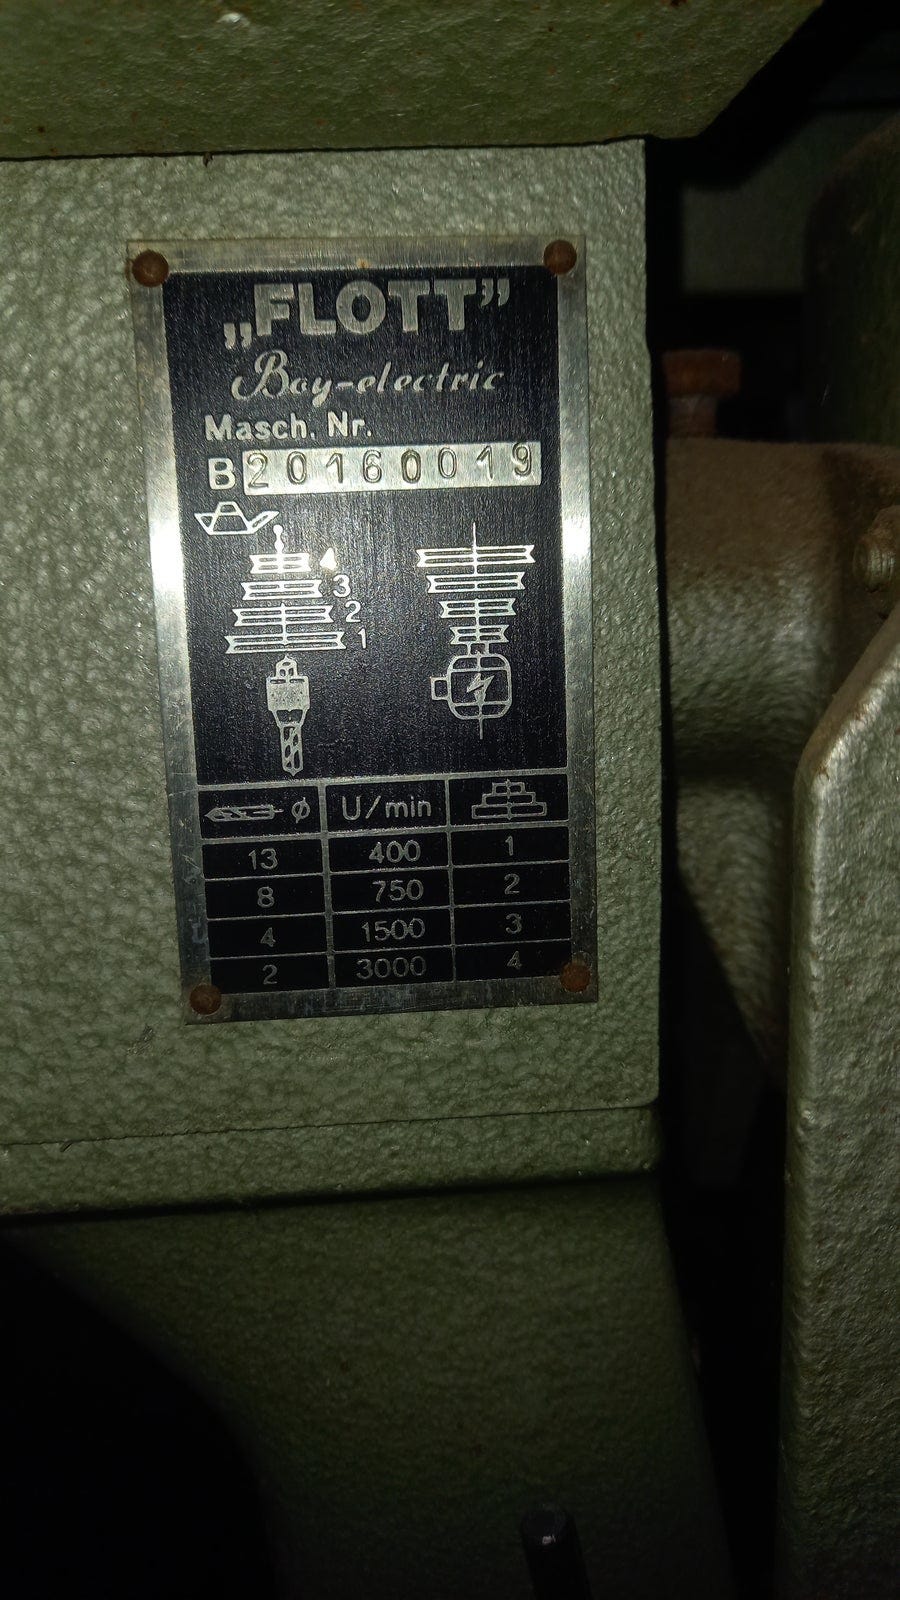 „FLOTT”
Boy-electric
Masch. Nr.
B 20160019
4
3
2
1
ø U/min
13 400 1
8 750 2
4 1500 3
2 3000 4